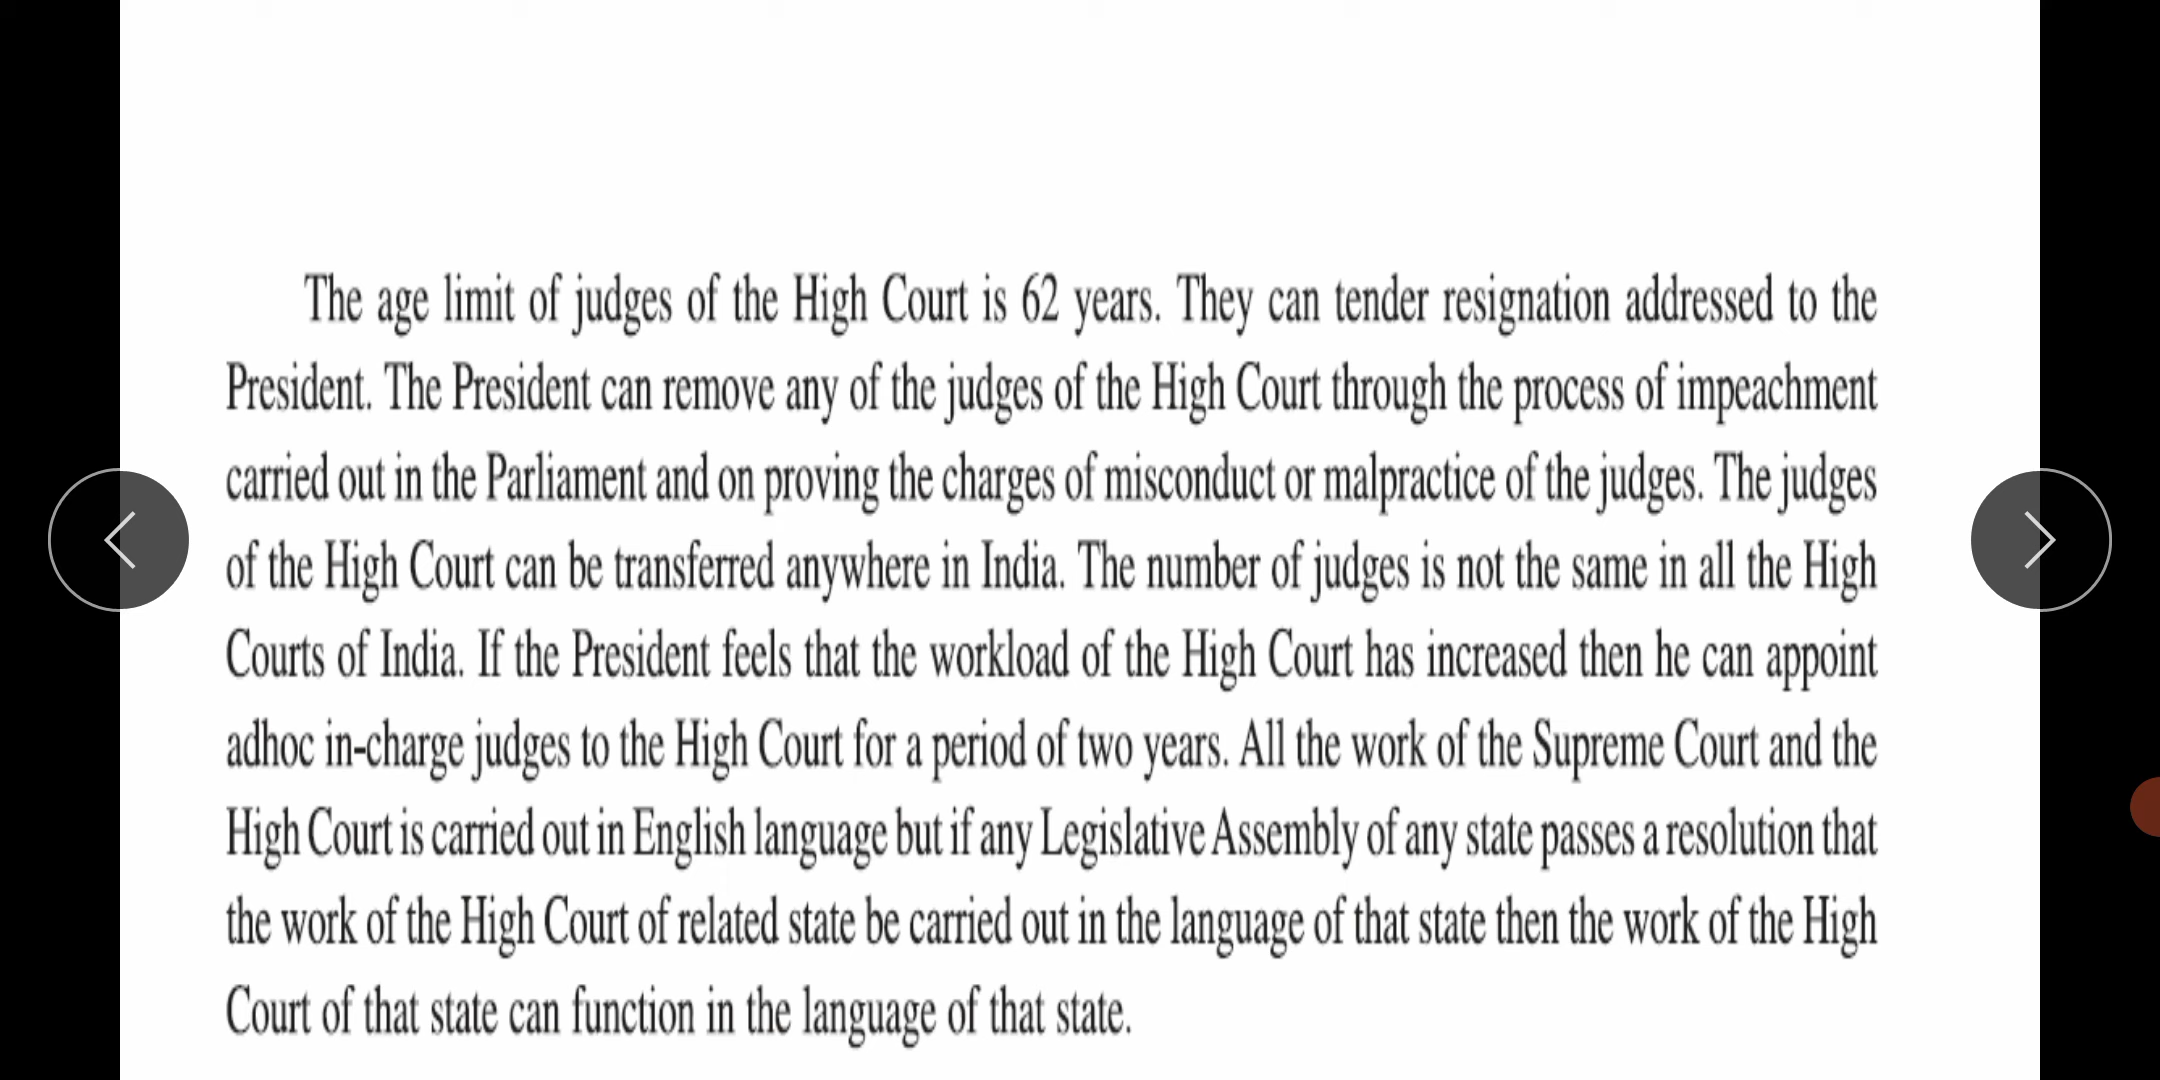 The age limit of judges of the High Court is 62 years. They can tender resignation addressed to the
President. The President can remove any of the judges of the High Court through the process of impeachment
carried out in the Parliament and on proving the charges of misconduct or malpractice of the judges. The judges
of the High Court can be transferred anywhere in India. The number of judges is not the same in all the High
Courts of India. If the President feels that the workload of the High Court has increased then he can appoint
adhoc in-charge judges to the High Court for a period of two years. All the work of the Supreme Court and the
High Court is carried out in English language but if any Legislative Assembly of any state passes a resolution that
the work of the High Court of related state be carried out in the language of that state then the work of the High
Court of that state can function in the language of that state.